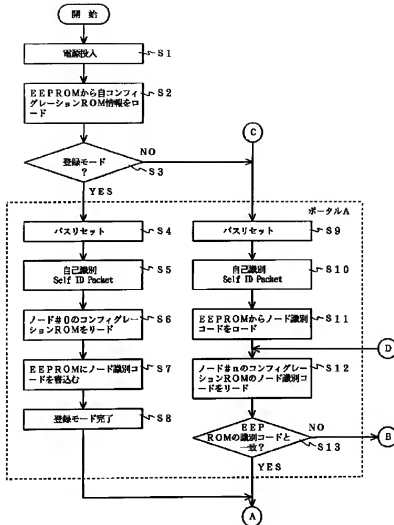 開始
電源投入
S1
EEPROMから自コンフィ
グレーションROM情報をロ
ード
S2
C
登録モード
?
NO
S3
YES
ポータルA
バスリセット
S4
バスリセット
S9
自己識別
Self ID Packet
S5
自己識別
Self ID Packet
S10
ノード#0のコンフィグレー
ションROMをリード
S6
EEPROMからノード識別
コードをロード
S11
D
EEPROMにノード識別コ
ードを書込む
S7
ノード#nのコンフィグレー
ションROMのノード識別コ
ードをリード
S12
登録モード完了
S8
EEP
ROMの識別コードと
一致?
NO
B
S13
YES
A